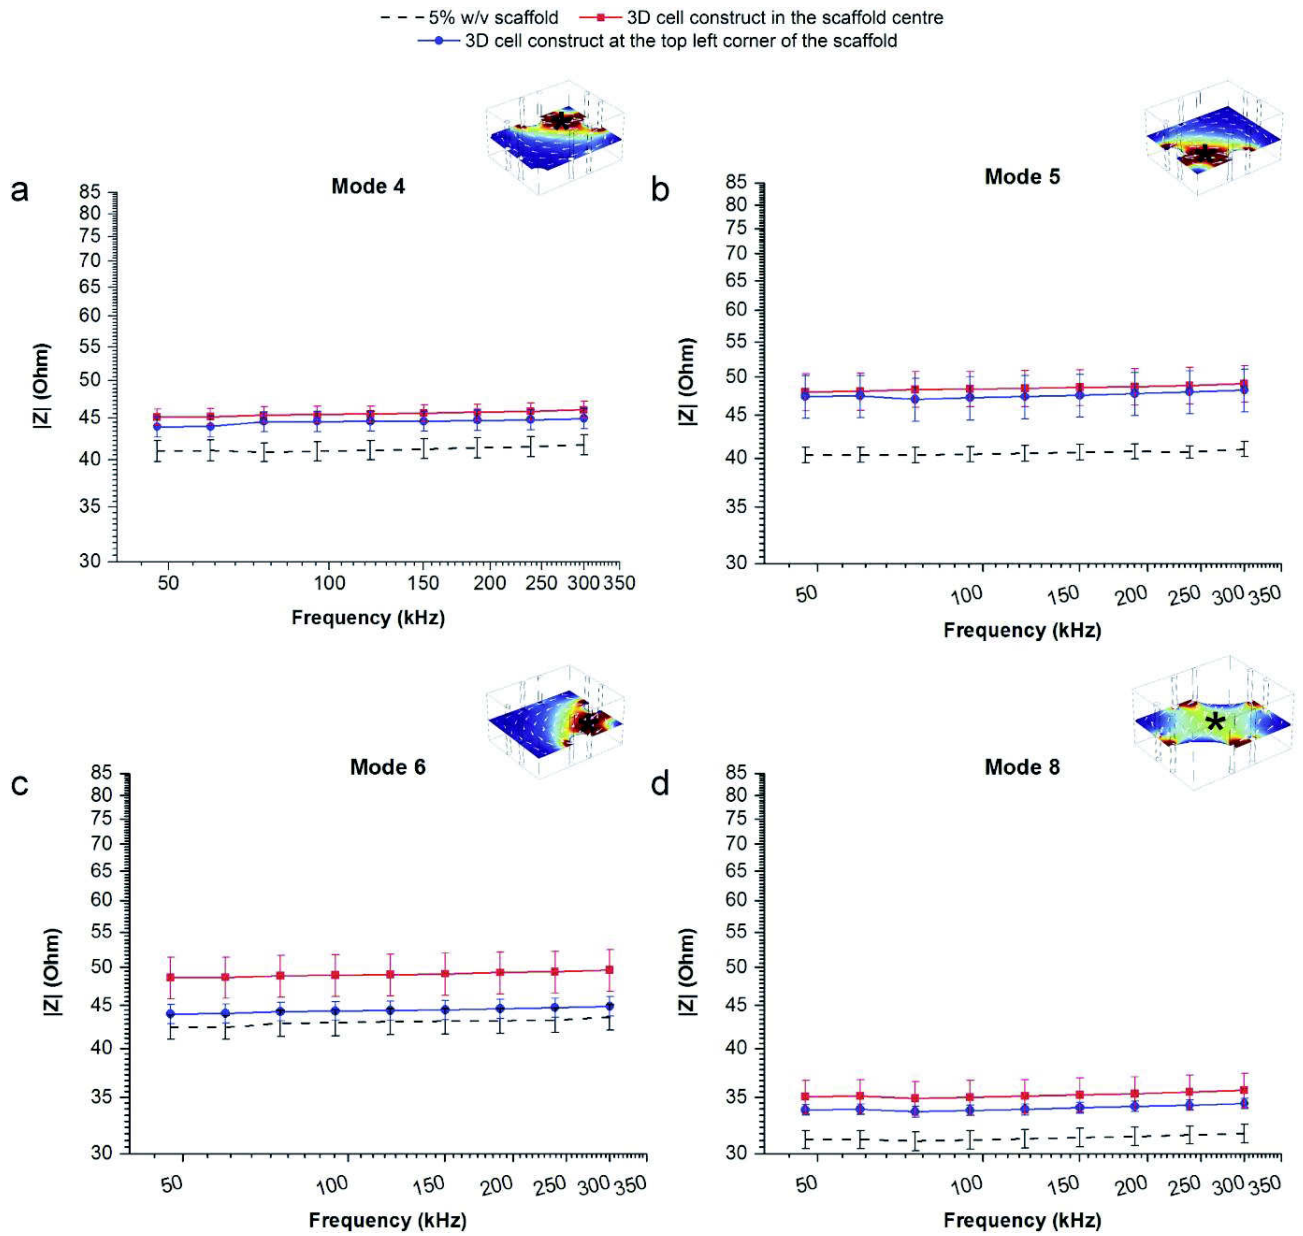 5% w/v scaffold 3D cell construct in the scaffold centre
3D cell construct at the top left corner of the scaffold
a
Mode 4
|Z| (Ohm)
85
80
75
70
65
60
55
50
45
40
35
30
50 100 150 200 250 300 350
Frequency (kHz)
b
Mode 5
|Z| (Ohm)
85
80
75
70
65
60
55
50
45
40
35
30
50 100 150 200 250 300 350
Frequency (kHz)
c
Mode 6
|Z| (Ohm)
85
80
75
70
65
60
55
50
45
40
35
30
50 100 150 200 250 300 350
Frequency (kHz)
d
Mode 8
|Z| (Ohm)
85
80
75
70
65
60
55
50
45
40
35
30
50 100 150 200 250 300 350
Frequency (kHz)